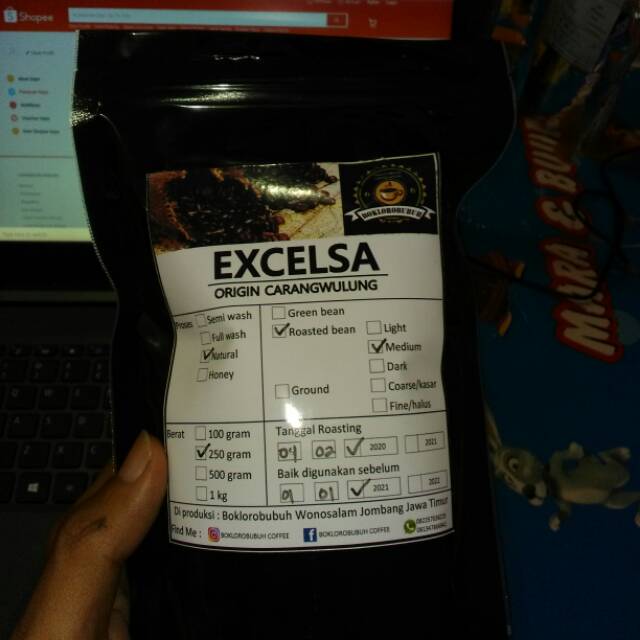 Shopee
BOKLOROBUBUH
EXCELSA
ORIGIN CARANGWULUNG
Proses
Semi wash
Full wash
Natural
Honey
Green bean
Roasted bean
Light
Medium
Dark
Ground
Coarse/kasar
Fine/halus
Berat
100 gram
250 gram
500 gram
1 kg
Tanggal Roasting
04 02 2020 2021
Baik digunakan sebelum
01 01 2021 2022
Di produksi : Boklorobubuh Wonosalam Jombang Jawa Timur
Find Me : BOKLOROBUBUH COFFEE BOKLOROBUBUH COFFEE